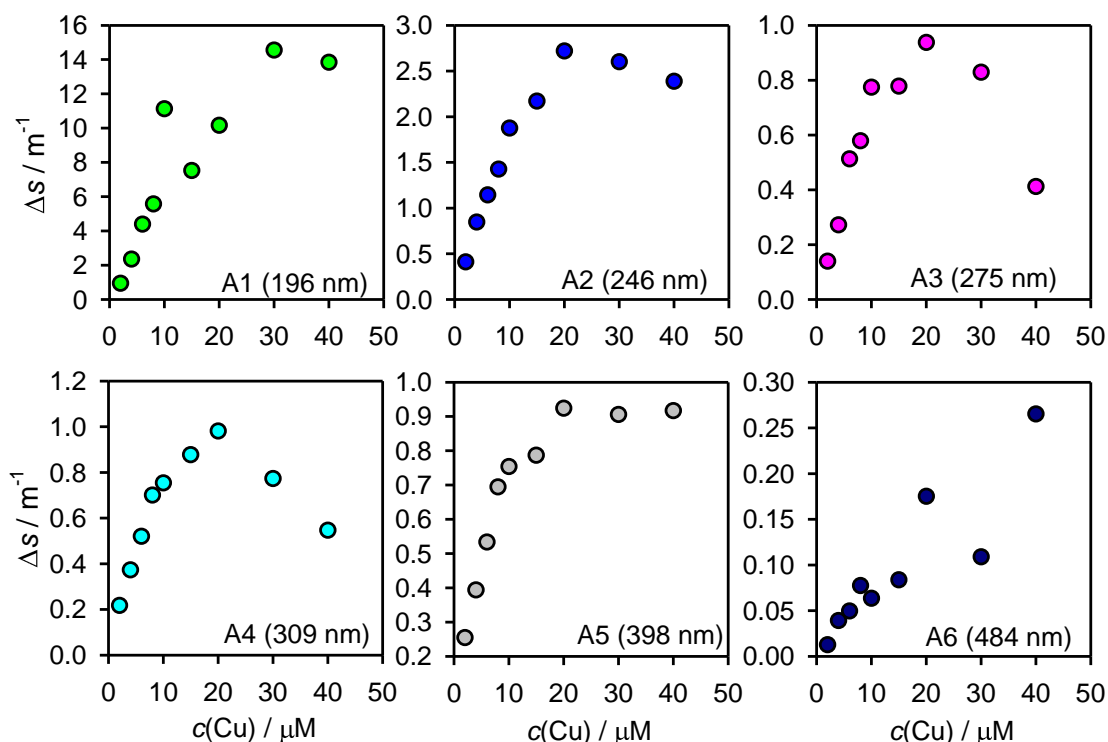 16
14
12
10
8
6
4
2
0
Δs / m⁻¹
A1 (196 nm)
0 10 20 30 40 50
3.0
2.5
2.0
1.5
1.0
0.5
0.0
A2 (246 nm)
0 10 20 30 40 50
1.0
0.8
0.6
0.4
0.2
0.0
A3 (275 nm)
0 10 20 30 40 50
1.2
1.0
0.8
0.6
0.4
0.2
0.0
Δs / m⁻¹
A4 (309 nm)
0 10 20 30 40 50
c(Cu) / μM
1.0
0.9
0.8
0.7
0.6
0.5
0.4
0.3
0.2
A5 (398 nm)
0 10 20 30 40 50
c(Cu) / μM
0.30
0.25
0.20
0.15
0.10
0.05
0.00
A6 (484 nm)
0 10 20 30 40 50
c(Cu) / μM